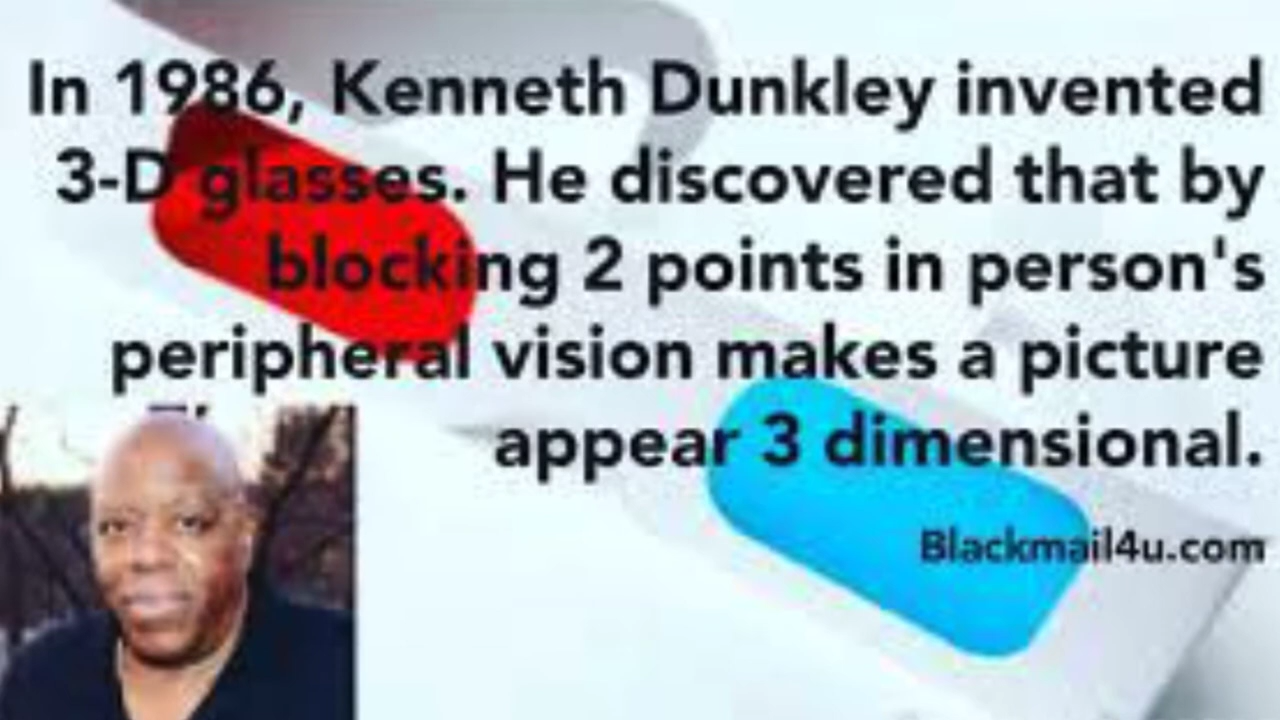 In 1986, Kenneth Dunkley invented
3-D glasses. He discovered that by
blocking 2 points in person's
peripheral vision makes a picture
appear 3 dimensional.
Blackmail4u.com